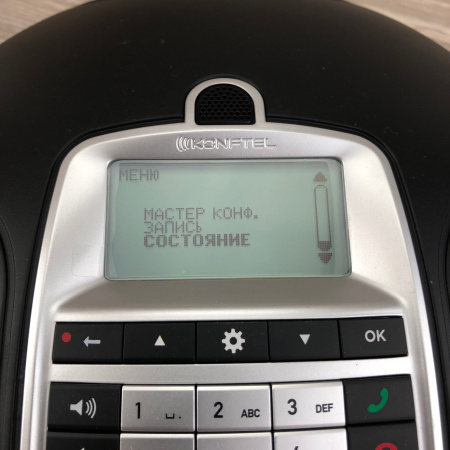 KONFTEL
МЕНЮ
МАСТЕР КОНФ.
ЗАПИСЬ
СОСТОЯНИЕ
OK
1 2 ABC 3 DEF